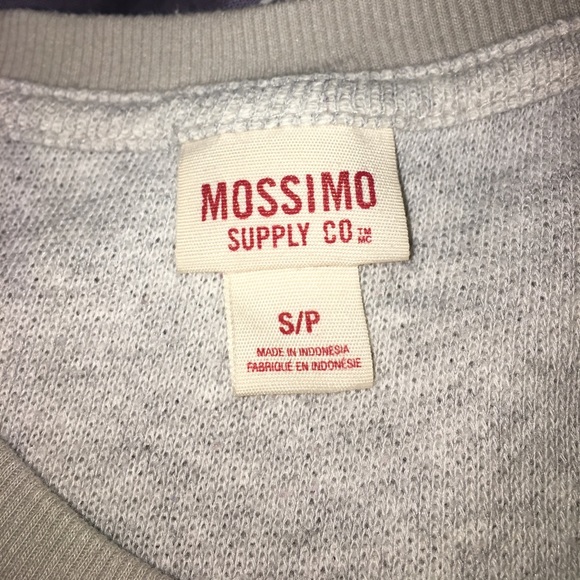 MOSSIMO
SUPPLY CO ™ MC
S/P
MADE IN INDONESIA
FABRIQUÉ EN INDONÉSIE